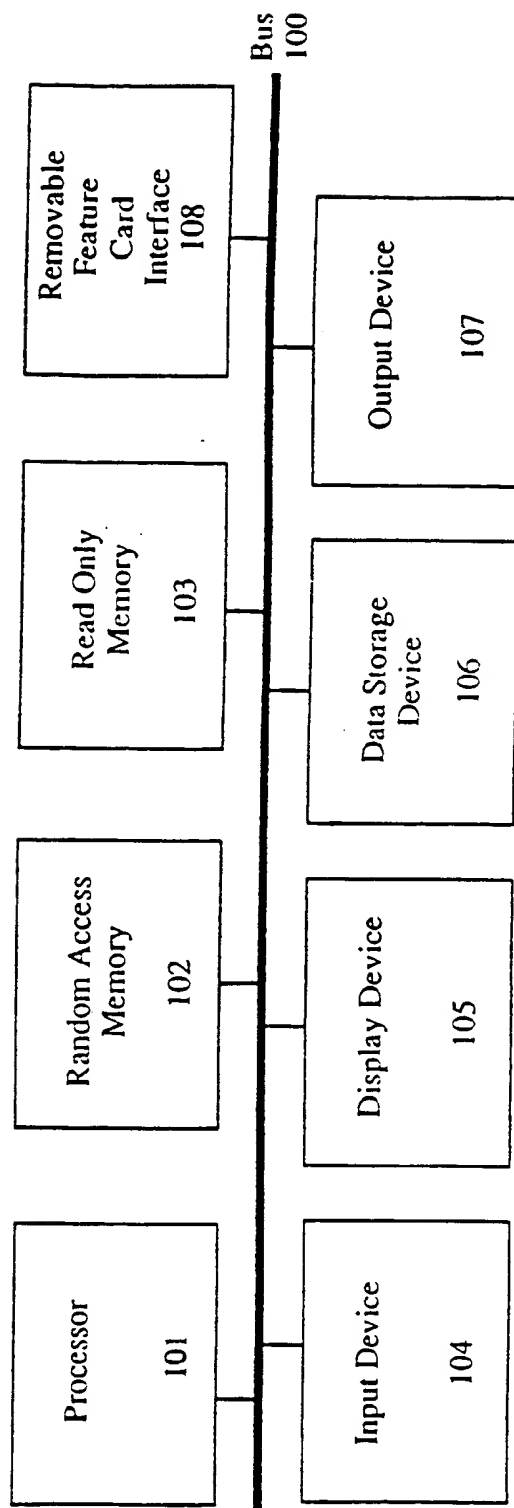 Processor
101
Random Access
Memory
102
Read Only
Memory
103
Removable
Feature
Card
Interface
108
Bus
100
Input Device
104
Display Device
105
Data Storage
Device
106
Output Device
107